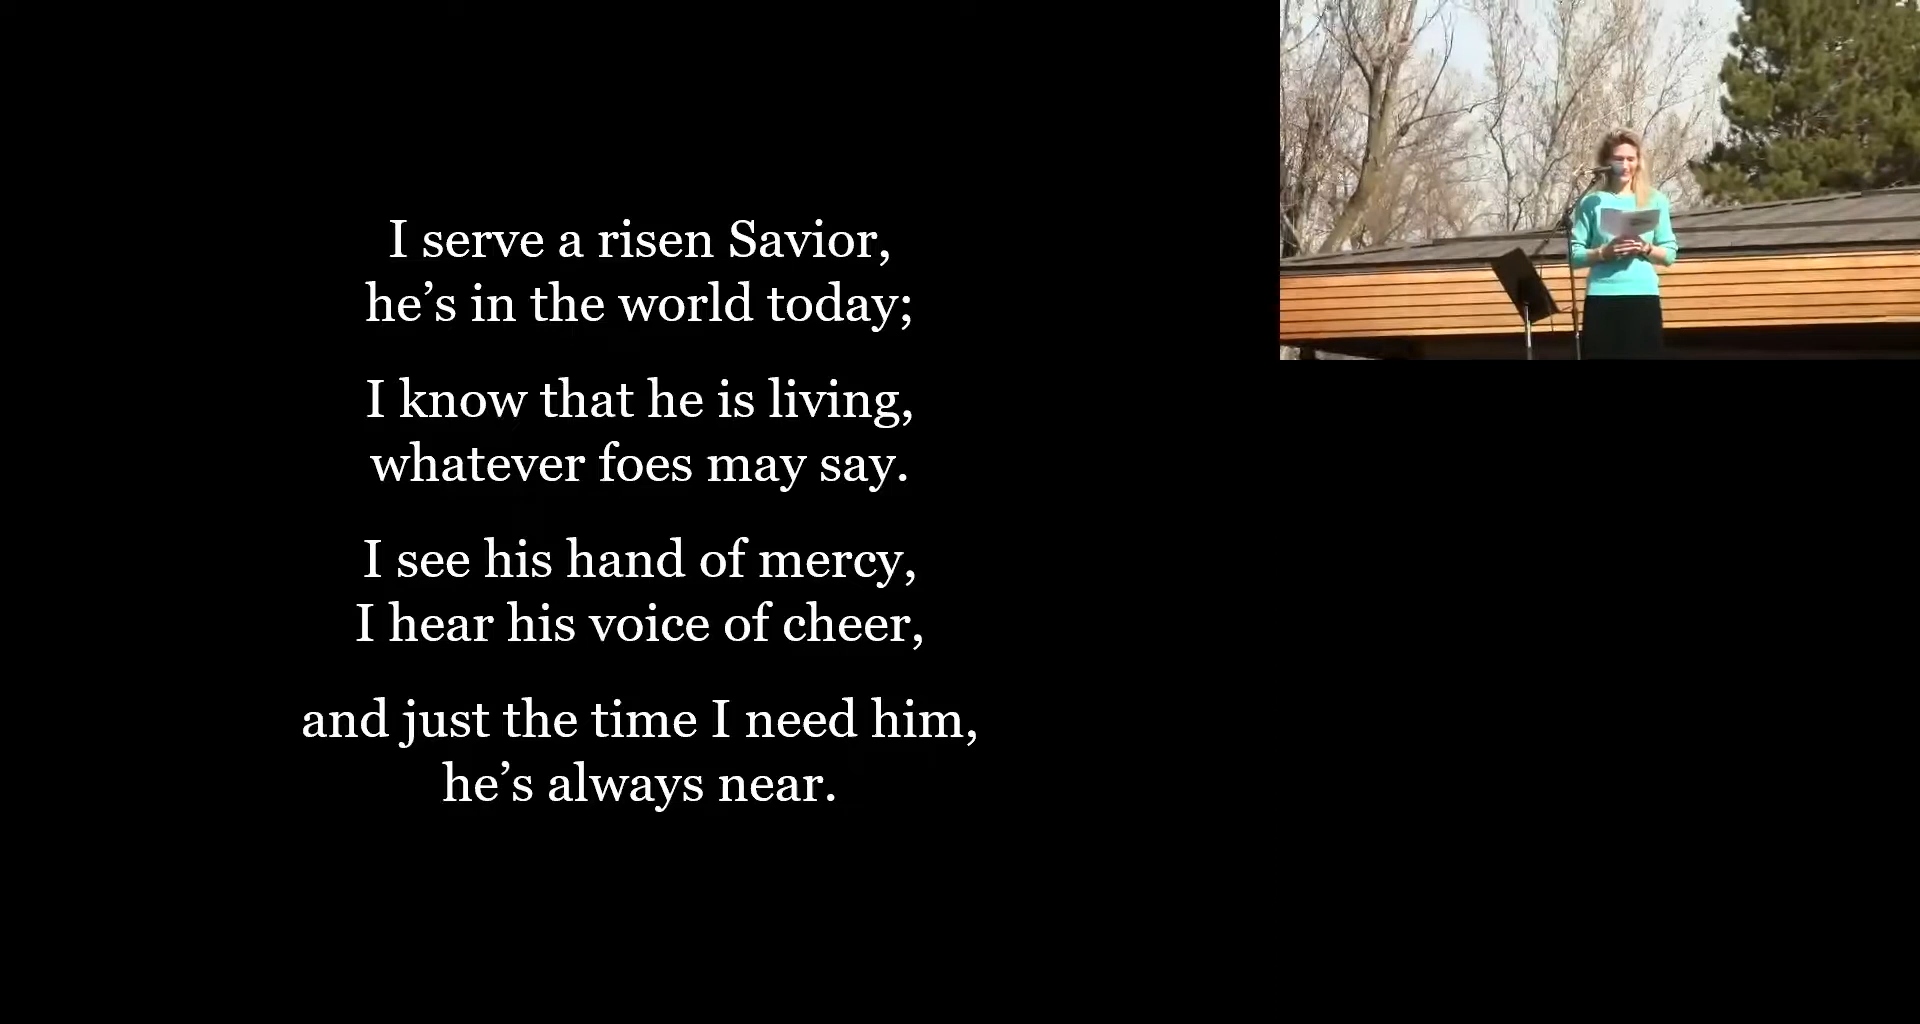 I serve a risen Savior,
he’s in the world today;
I know that he is living,
whatever foes may say.
I see his hand of mercy,
I hear his voice of cheer,
and just the time I need him,
he’s always near.